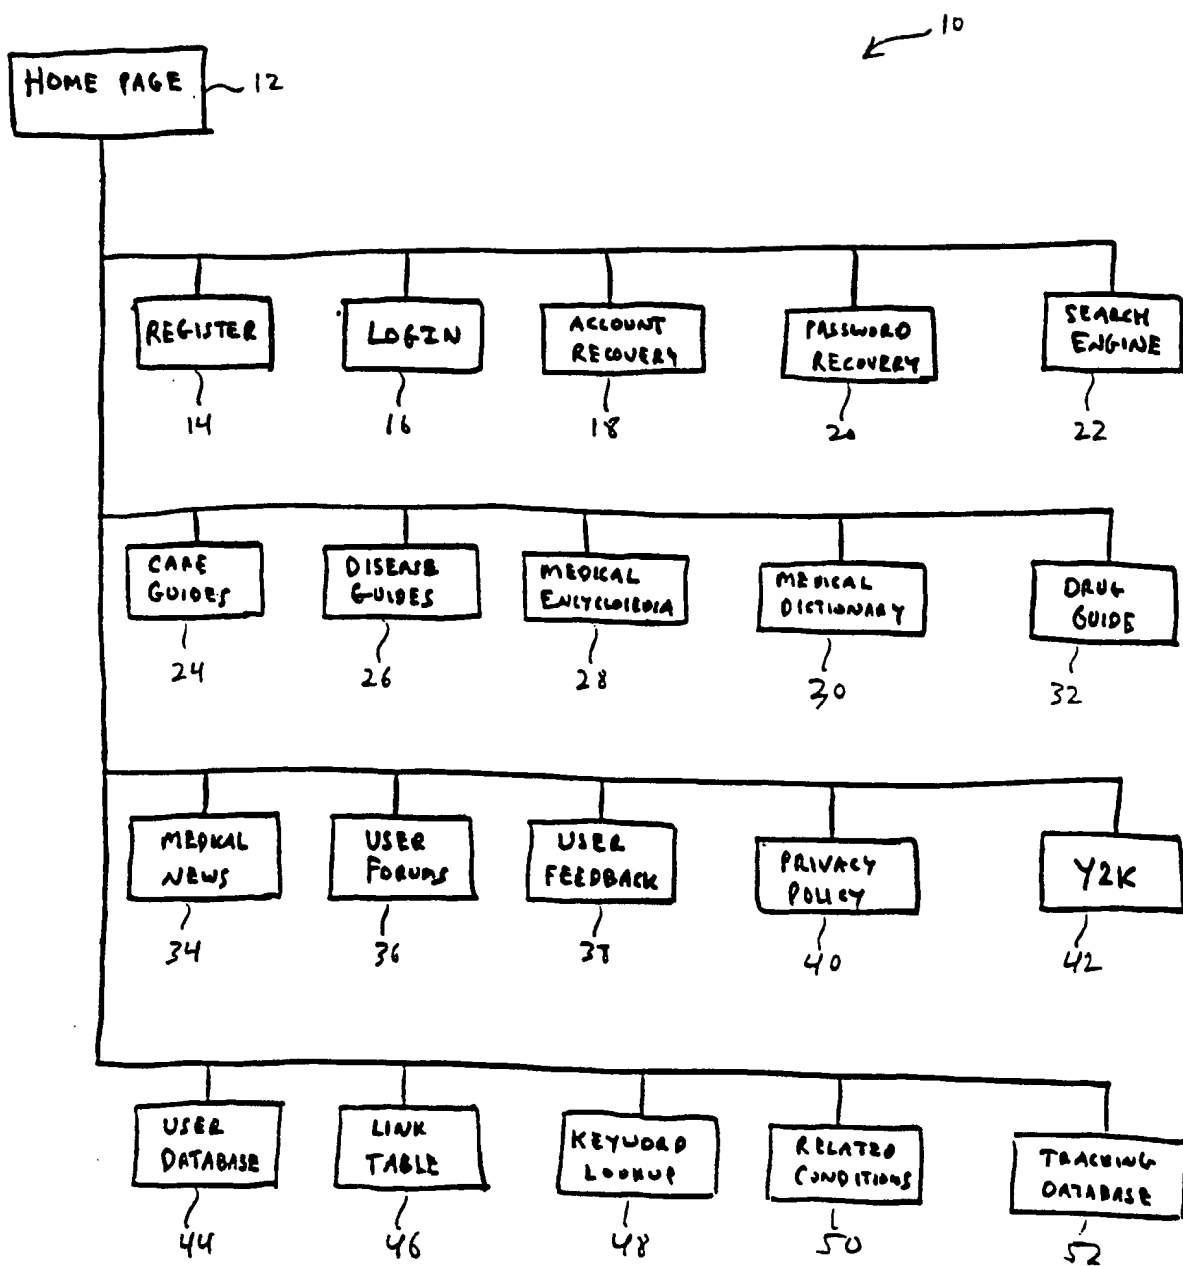 10
HOME PAGE
12
REGISTER
LOGIN
ACCOUNT
RECOVERY
PASSWORD
RECOVERY
SEARCH
ENGINE
14
16
18
20
22
CARE
GUIDES
DISEASE
GUIDES
MEDICAL
ENCYCLOPEDIA
MEDICAL
DICTIONARY
DRUG
GUIDE
24
26
28
30
32
MEDICAL
NEWS
USER
FORUMS
USER
FEEDBACK
PRIVACY
POLICY
Y2K
34
36
38
40
42
USER
DATABASE
LINK
TABLE
KEYWORD
LOOKUP
RELATED
CONDITIONS
TRACKING
DATABASE
44
46
48
50
52